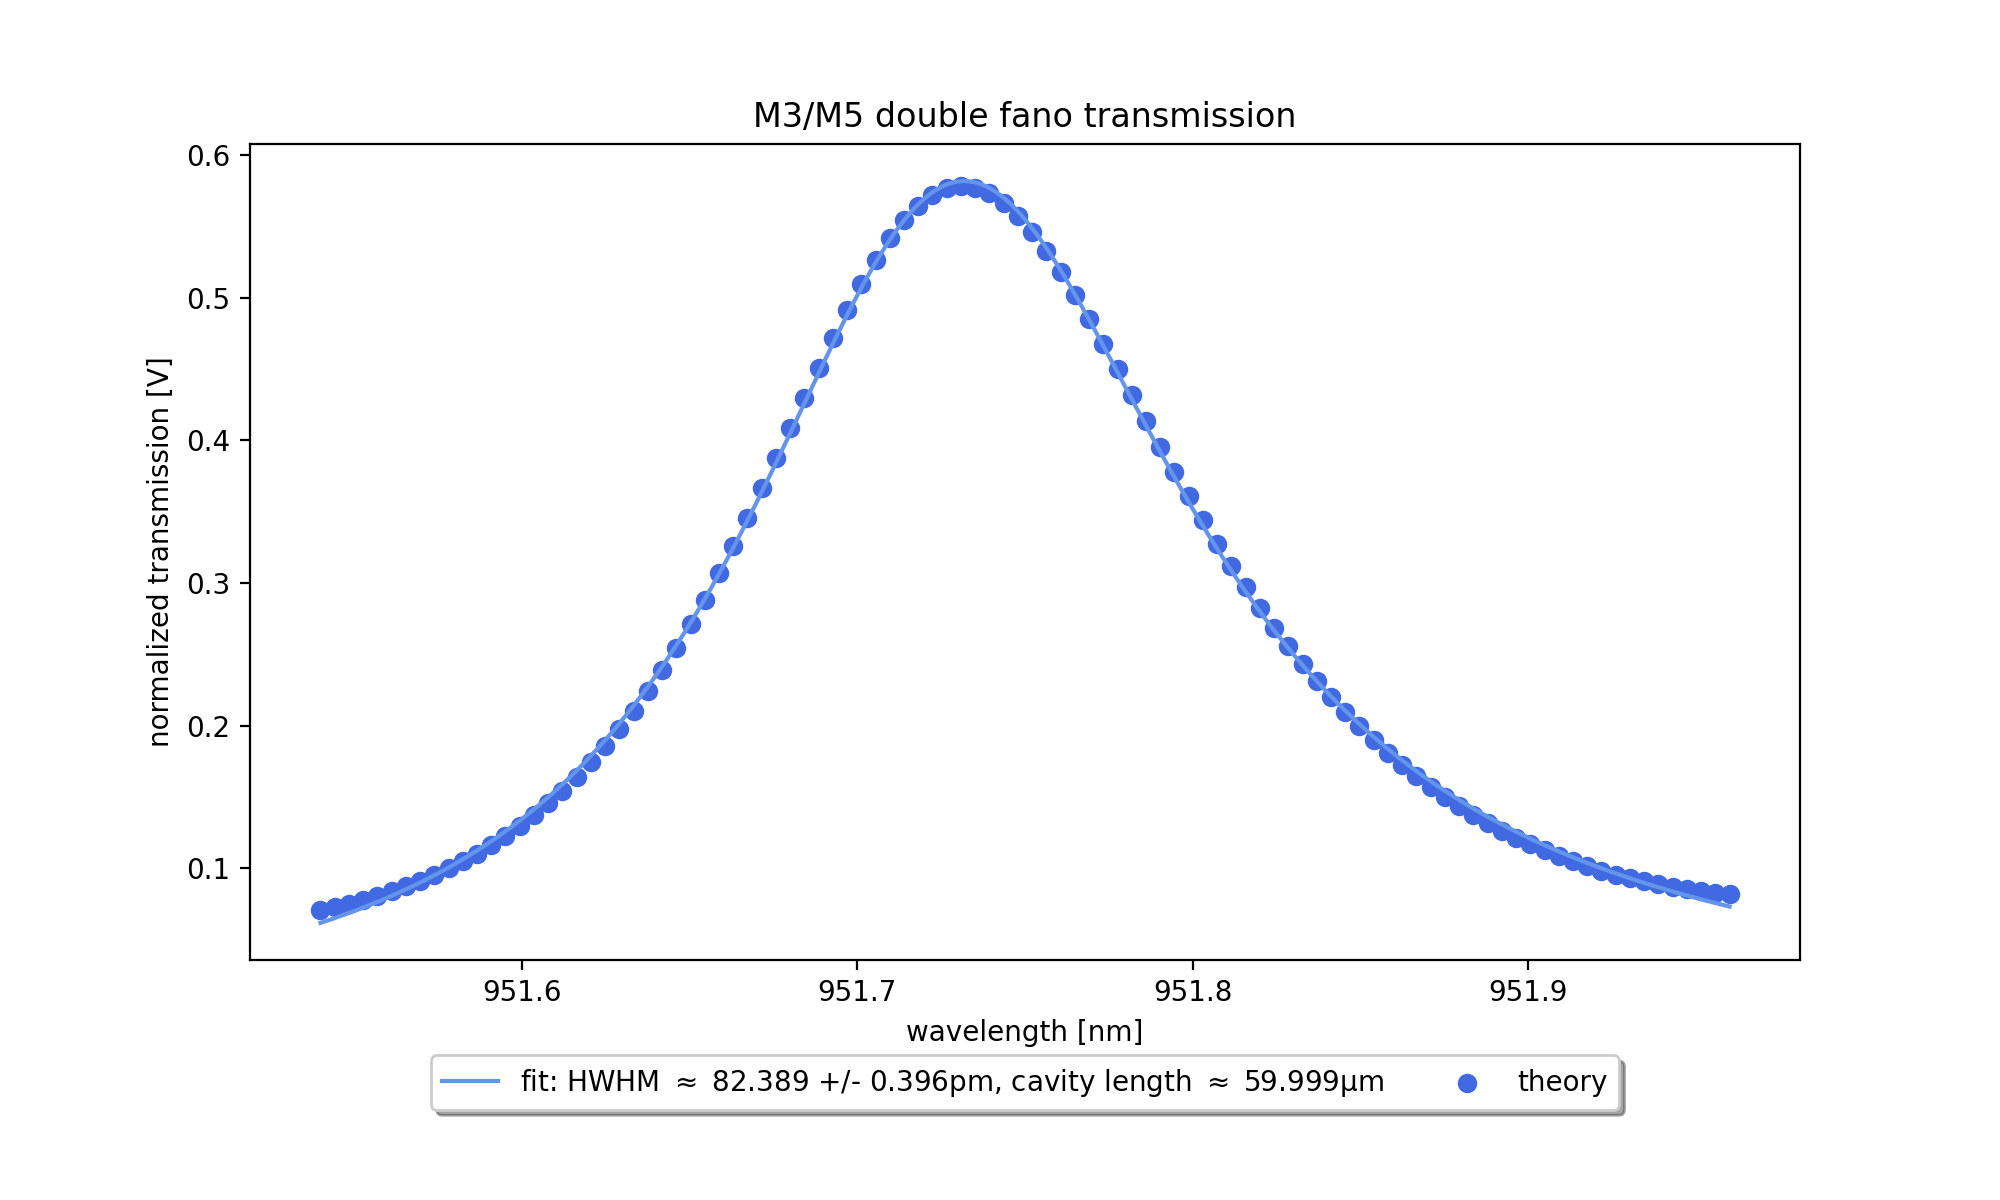 M3/M5 double fano transmission
normalized transmission [V]
0.6
0.5
0.4
0.3
0.2
0.1
951.6 951.7 951.8 951.9
wavelength [nm]
fit: HWHM ≈ 82.389 +/- 0.396pm, cavity length ≈ 59.999μm theory